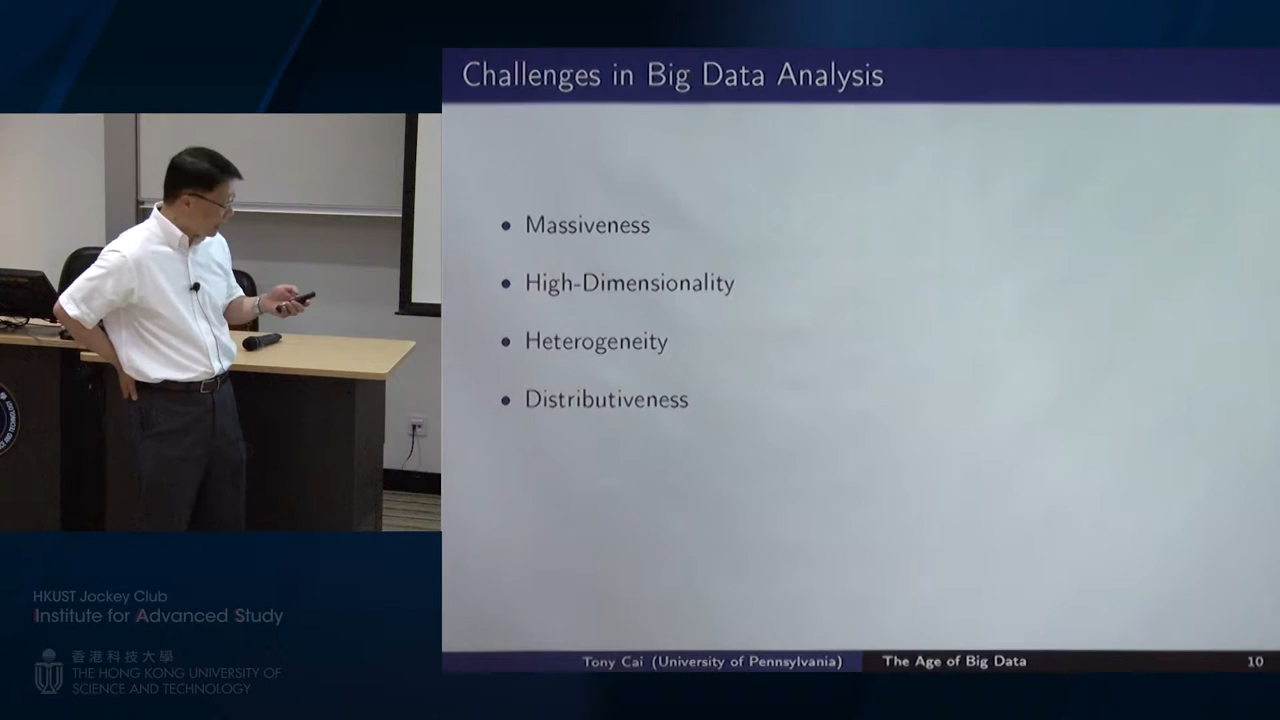 Challenges in Big Data Analysis
• Massiveness
• High-Dimensionality
• Heterogeneity
• Distributiveness
Tony Cai (University of Pennsylvania) The Age of Big Data 10
HKUST Jockey Club
Institute for Advanced Study
香港科技大學
THE HONG KONG UNIVERSITY OF
SCIENCE AND TECHNOLOGY